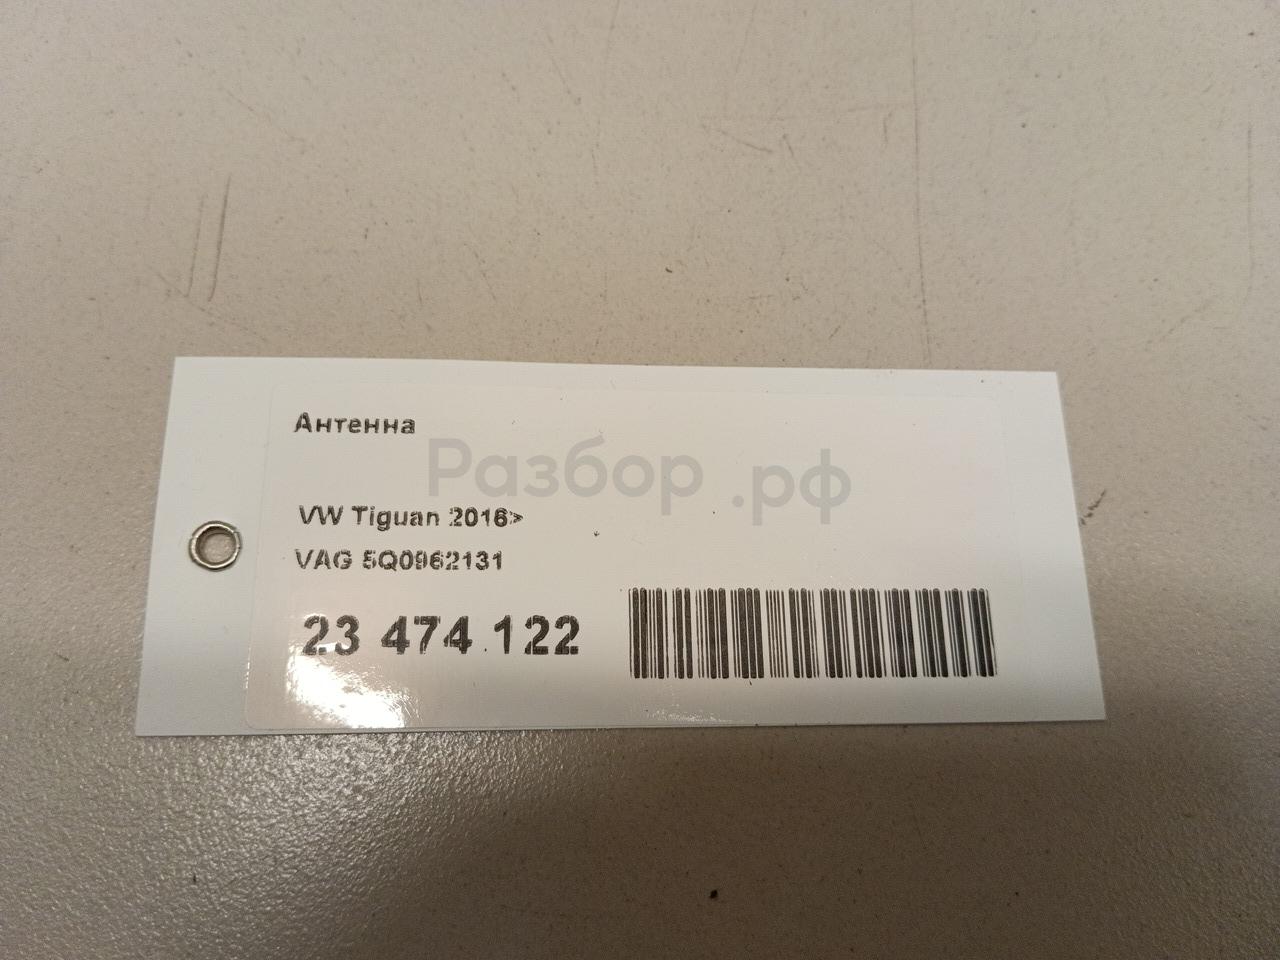 Антенна
Разбор.рф
VW Tiguan 2016>
VAG 5Q0962131
23 474 122